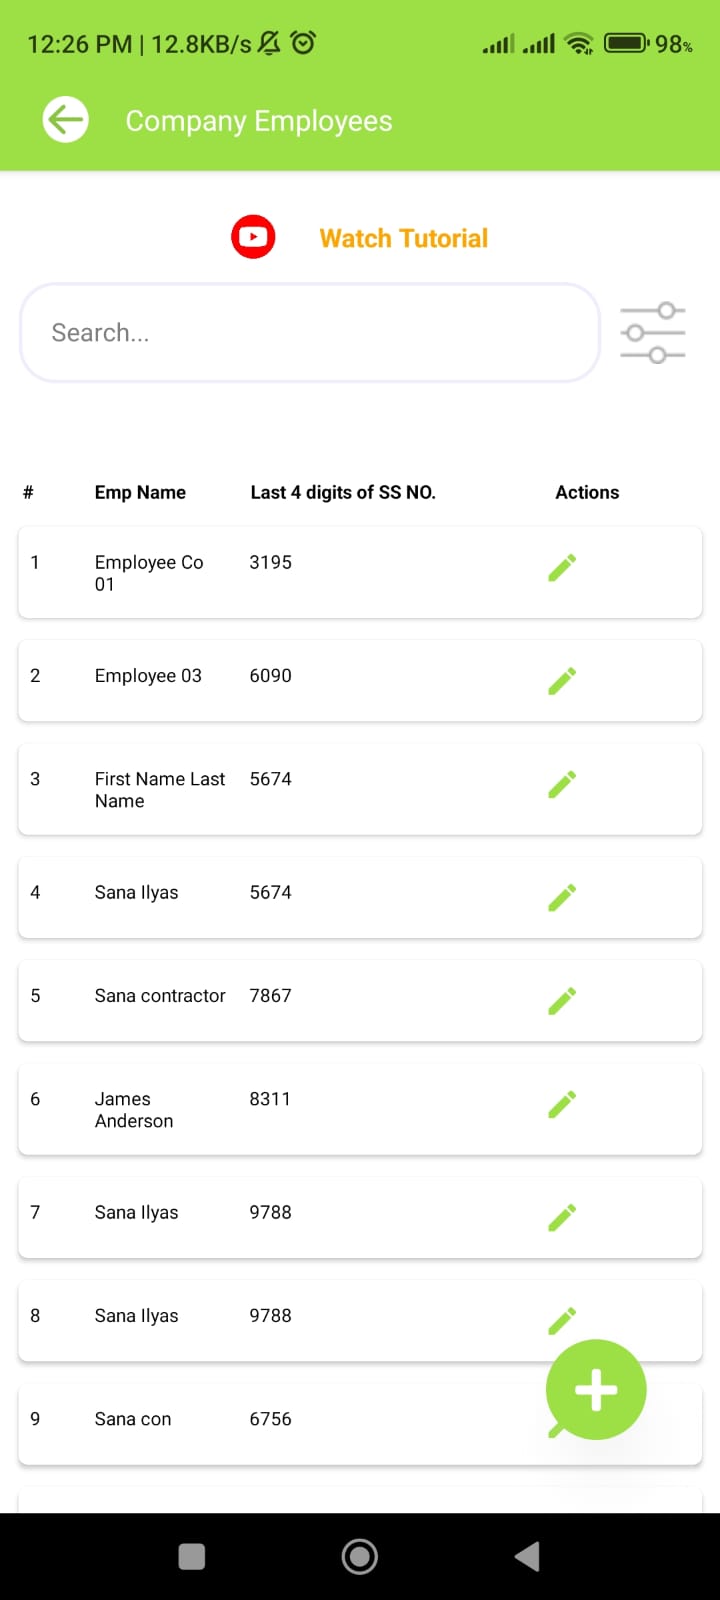 12:26 PM | 12.8KB/s 98%
Company Employees
Watch Tutorial
Search...
# Emp Name Last 4 digits of SS NO. Actions
1 Employee Co 3195
01
2 Employee 03 6090
3 First Name Last 5674
Name
4 Sana Ilyas 5674
5 Sana contractor 7867
6 James 8311
Anderson
7 Sana Ilyas 9788
8 Sana Ilyas 9788
9 Sana con 6756